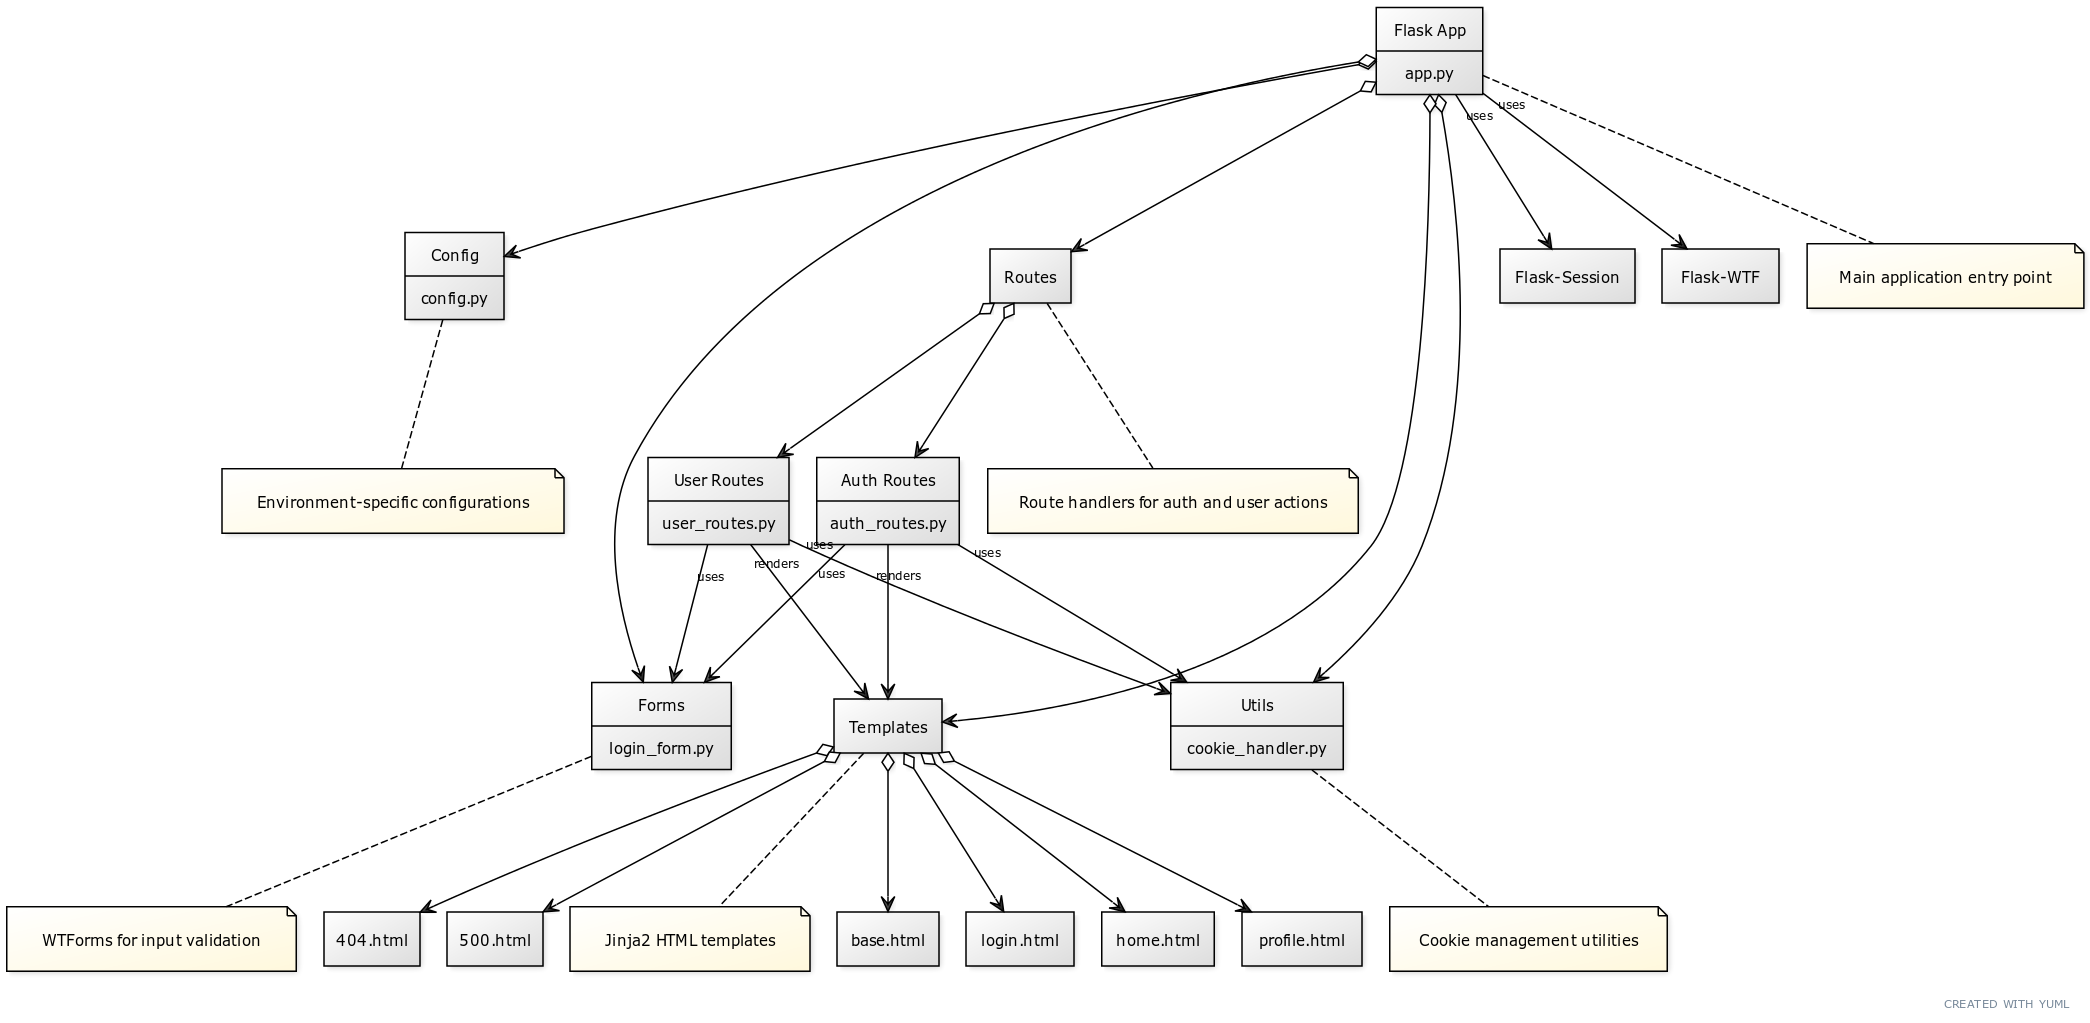 Flask App
app.py
uses
uses
Config
config.py
Routes
Flask-Session
Flask-WTF
Main application entry point
Environment-specific configurations
User Routes
user_routes.py
Auth Routes
auth_routes.py
Route handlers for auth and user actions
uses
renders
uses
uses
renders
uses
Forms
login_form.py
Templates
Utils
cookie_handler.py
WTForms for input validation
404.html
500.html
Jinja2 HTML templates
base.html
login.html
home.html
profile.html
Cookie management utilities
CREATED WITH YUML